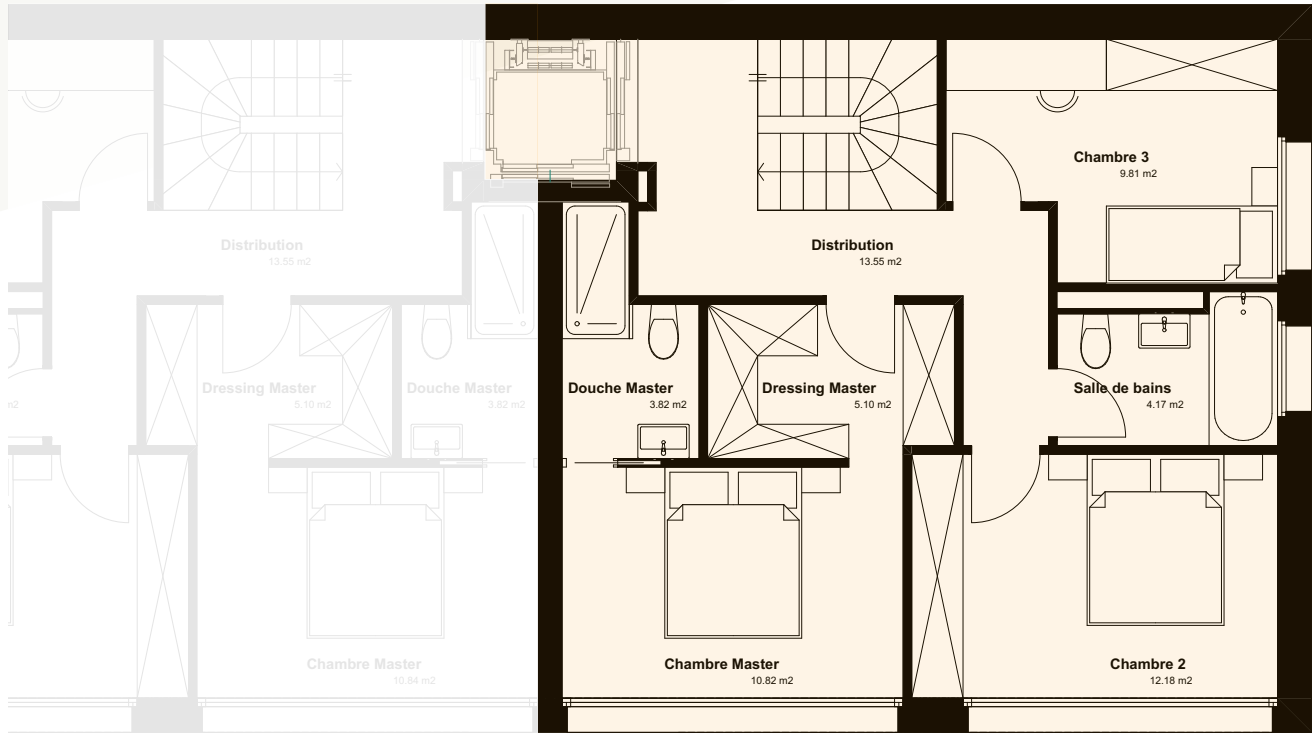 Chambre 3
9.81 m2
Distribution
13.55 m2
Distribution
13.55 m2
Dressing Master
5.10 m2
Douche Master
3.82 m2
Douche Master
3.82 m2
Dressing Master
5.10 m2
Salle de bains
4.17 m2
m2
Chambre Master
10.84 m2
Chambre Master
10.82 m2
Chambre 2
12.18 m2